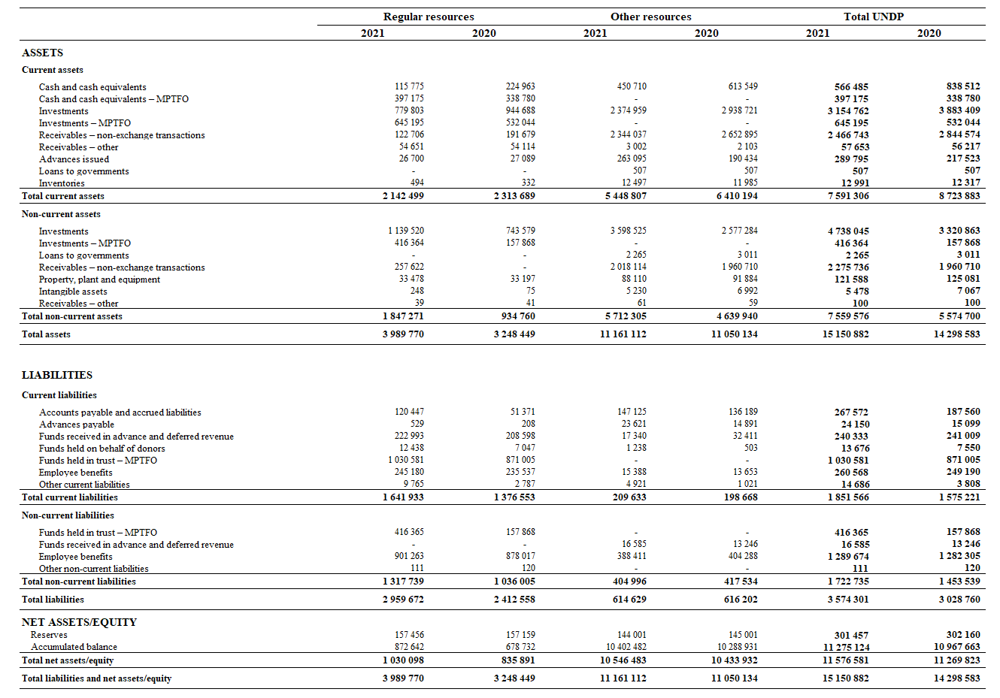 Regular resources Other resources Total UNDP
2021 2020 2021 2020 2021 2020
ASSETS
Current assets
Cash and cash equivalents 115 775 224 963 450 710 613 549 566 485 838 512
Cash and cash equivalents – MPTFO 397 175 338 780 - - 397 175 338 780
Investments 779 803 944 688 2 374 959 2 938 721 3 154 762 3 883 409
Investments – MPTFO 645 195 532 044 - - 645 195 532 044
Receivables – non-exchange transactions 122 706 191 679 2 344 037 2 652 895 2 466 743 2 844 574
Receivables – other 54 651 54 114 3 002 2 103 57 653 56 217
Advances issued 26 700 27 089 263 095 190 434 289 795 217 523
Loans to governments - - 507 507 507 507
Inventories 494 332 12 497 11 985 12 991 12 317
Total current assets 2 142 499 2 313 689 5 448 807 6 410 194 7 591 306 8 723 883
Non-current assets
Investments 1 139 520 743 579 3 598 525 2 577 284 4 738 045 3 320 863
Investments – MPTFO 416 364 157 868 - - 416 364 157 868
Loans to governments - - 2 265 3 011 2 265 3 011
Receivables – non-exchange transactions 257 622 - 2 018 114 1 960 710 2 275 736 1 960 710
Property, plant and equipment 33 478 33 197 88 110 91 884 121 588 125 081
Intangible assets 248 75 5 230 6 992 5 478 7 067
Receivables – other 39 41 61 59 100 100
Total non-current assets 1 847 271 934 760 5 712 305 4 639 940 7 559 576 5 574 700
Total assets 3 989 770 3 248 449 11 161 112 11 050 134 15 150 882 14 298 583
LIABILITIES
Current liabilities
Accounts payable and accrued liabilities 120 447 51 371 147 125 136 189 267 572 187 560
Advances payable 529 208 23 621 14 891 24 150 15 099
Funds received in advance and deferred revenue 222 993 208 598 17 340 32 411 240 333 241 009
Funds held on behalf of donors 12 438 7 047 1 238 503 13 676 7 550
Funds held in trust – MPTFO 1 030 581 871 005 - - 1 030 581 871 005
Employee benefits 245 180 235 537 15 388 13 653 260 568 249 190
Other current liabilities 9 765 2 787 4 921 1 021 14 686 3 808
Total current liabilities 1 641 933 1 376 553 209 633 198 668 1 851 566 1 575 221
Non-current liabilities
Funds held in trust – MPTFO 416 365 157 868 - - 416 365 157 868
Funds received in advance and deferred revenue - - 16 585 13 246 16 585 13 246
Employee benefits 901 263 878 017 388 411 404 288 1 289 674 1 282 305
Other non-current liabilities 111 120 - - 111 120
Total non-current liabilities 1 317 739 1 036 005 404 996 417 534 1 722 735 1 453 539
Total liabilities 2 959 672 2 412 558 614 629 616 202 3 574 301 3 028 760
NET ASSETS/EQUITY
Reserves 157 456 157 159 144 001 145 001 301 457 302 160
Accumulated balance 872 642 678 732 10 402 482 10 288 931 11 275 124 10 967 663
Total net assets/equity 1 030 098 835 891 10 546 483 10 433 932 11 576 581 11 269 823
Total liabilities and net assets/equity 3 989 770 3 248 449 11 161 112 11 050 134 15 150 882 14 298 583